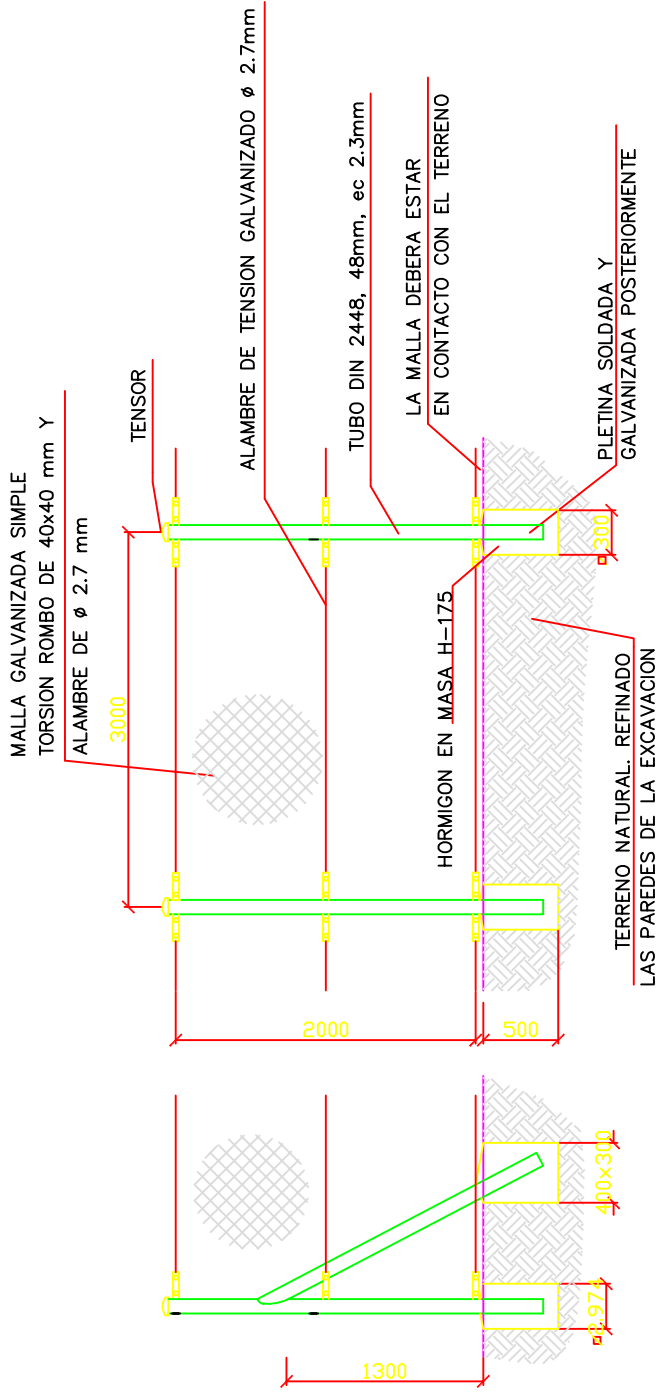 MALLA GALVANIZADA SIMPLE
TORSION ROMBO DE 40x40 mm Y
ALAMBRE DE ø 2.7 mm
TENSOR
ALAMBRE DE TENSION GALVANIZADO ø 2.7mm
TUBO DIN 2448, 48mm, ec 2.3mm
LA MALLA DEBERA ESTAR
EN CONTACTO CON EL TERRENO
PLETINA SOLDADA Y
GALVANIZADA POSTERIORMENTE
HORMIGON EN MASA H-175
TERRENO NATURAL. REFINADO
LAS PAREDES DE LA EXCAVACION
3000
2000
500
300
400x300
1300